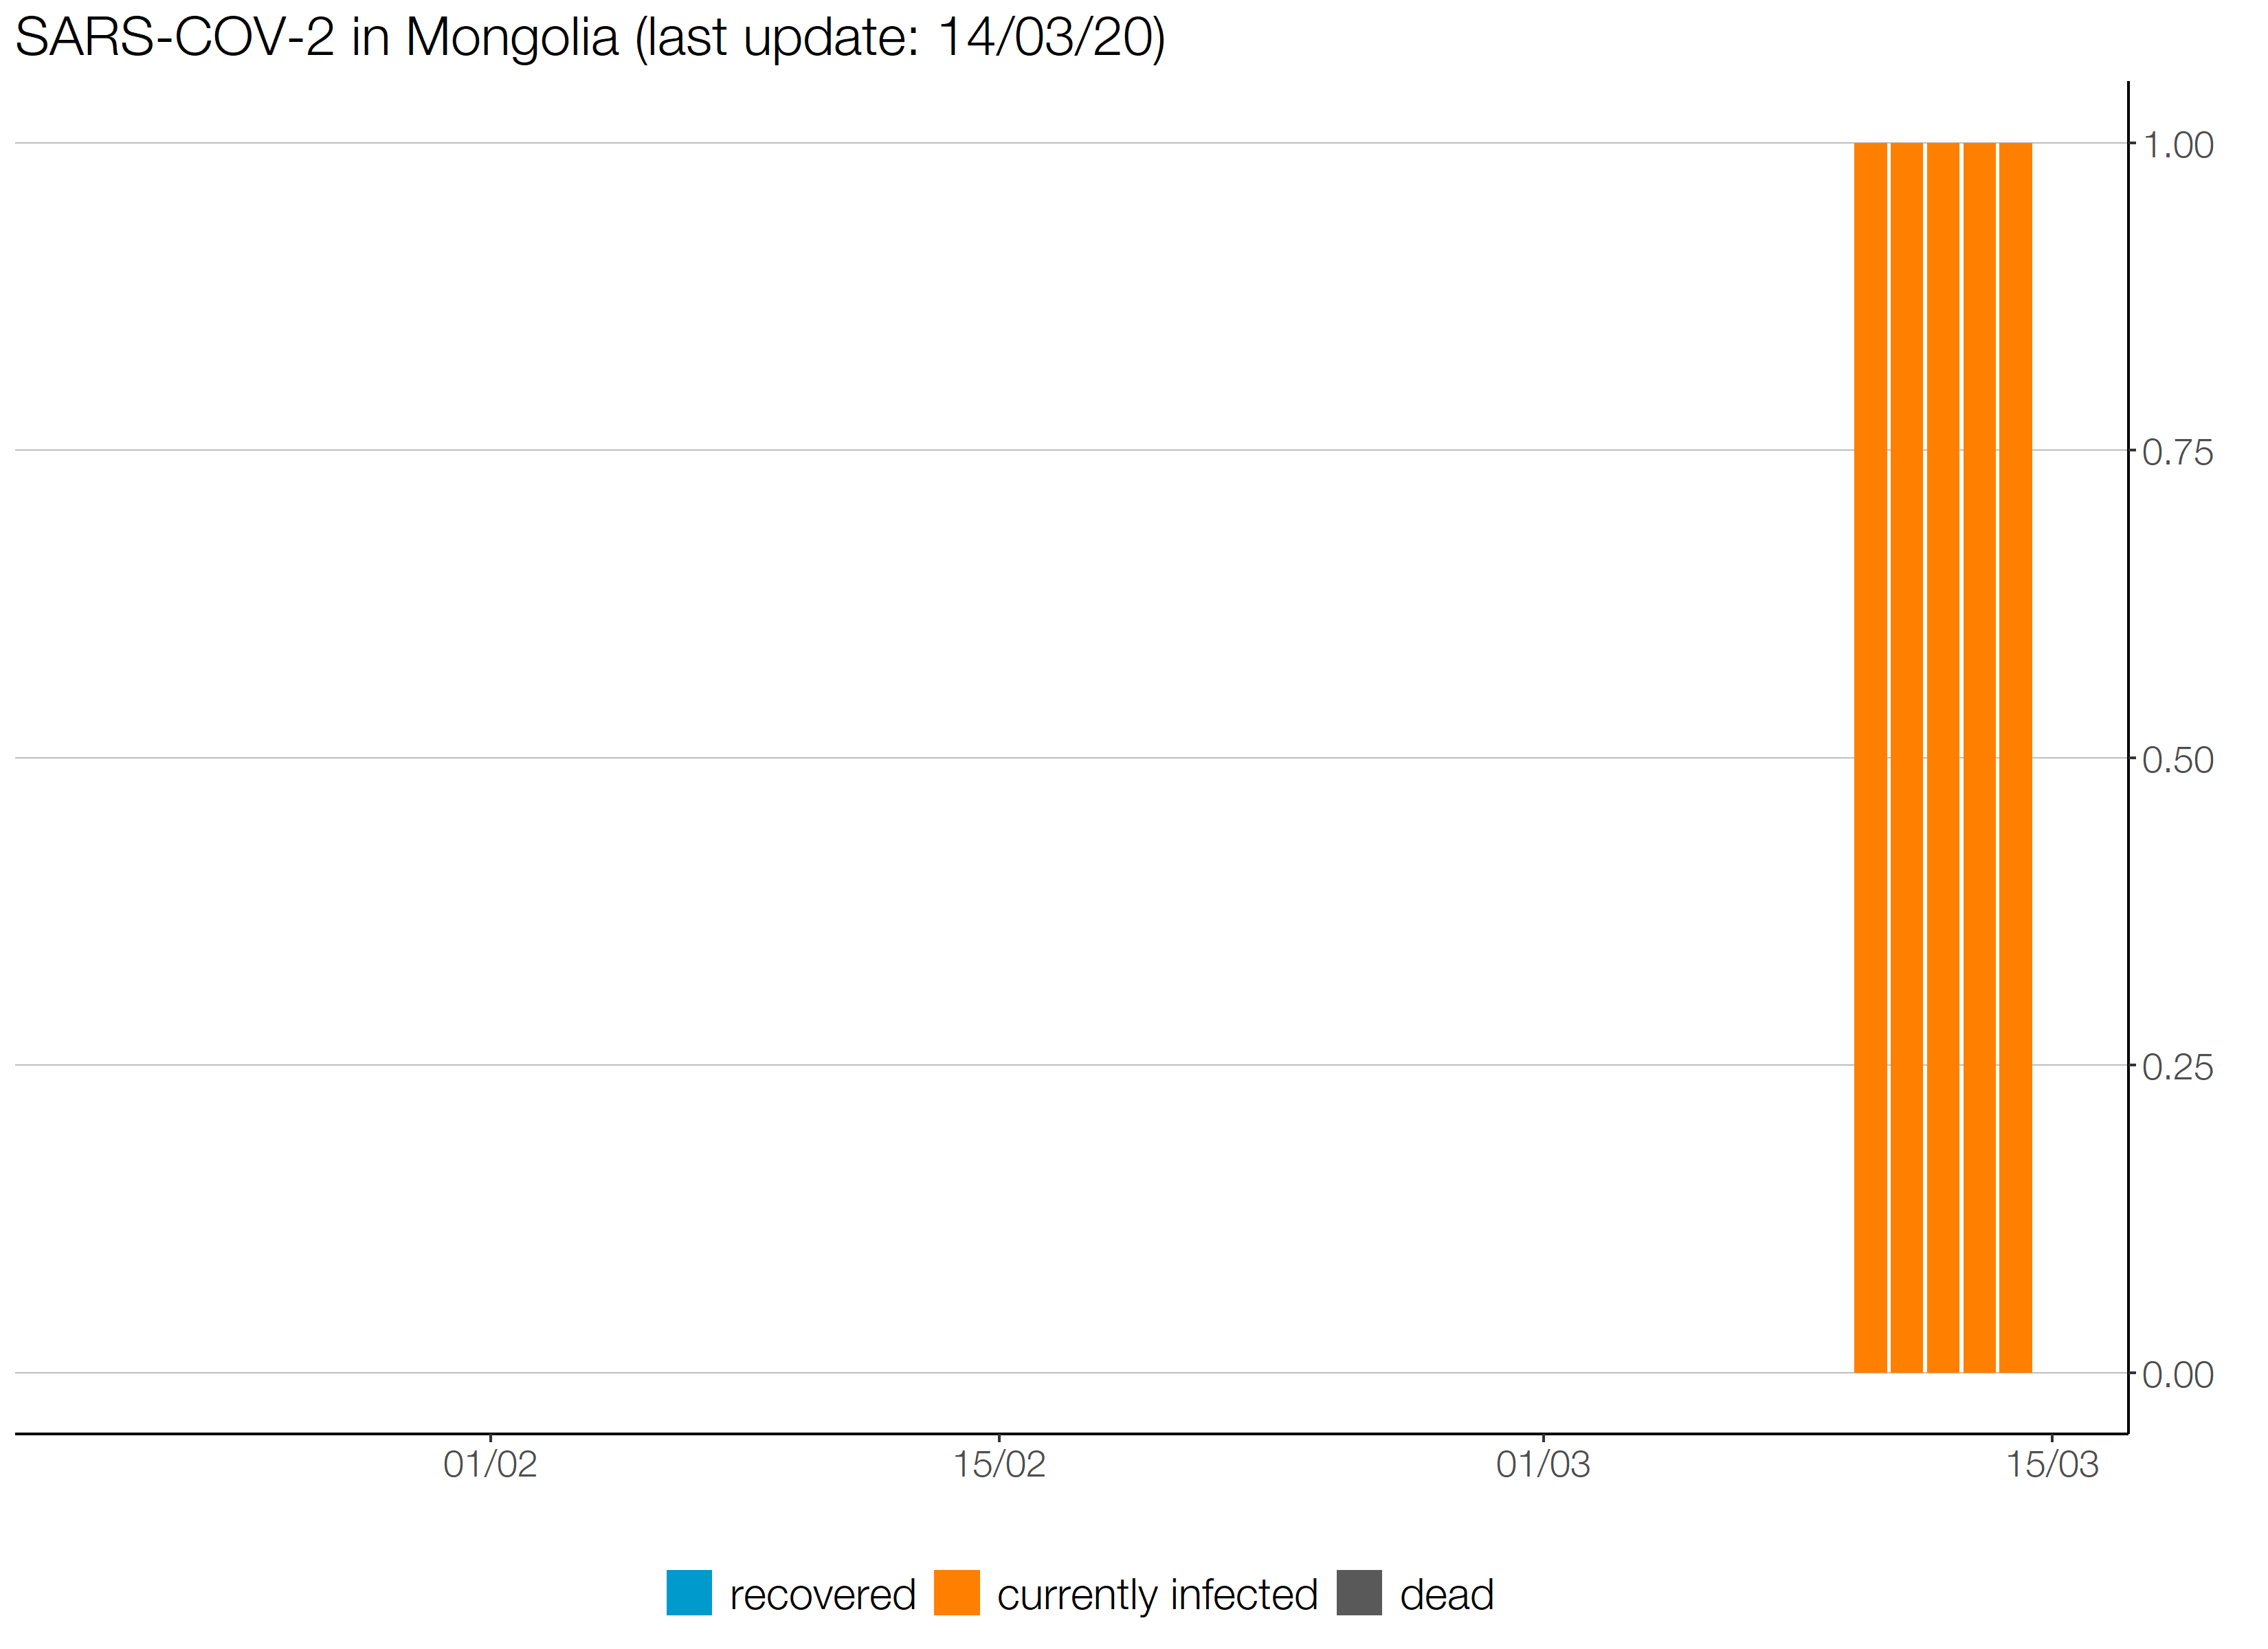 SARS-COV-2 in Mongolia (last update: 14/03/20)
1.00
0.75
0.50
0.25
0.00
01/02 15/02 01/03 15/03
recovered currently infected dead